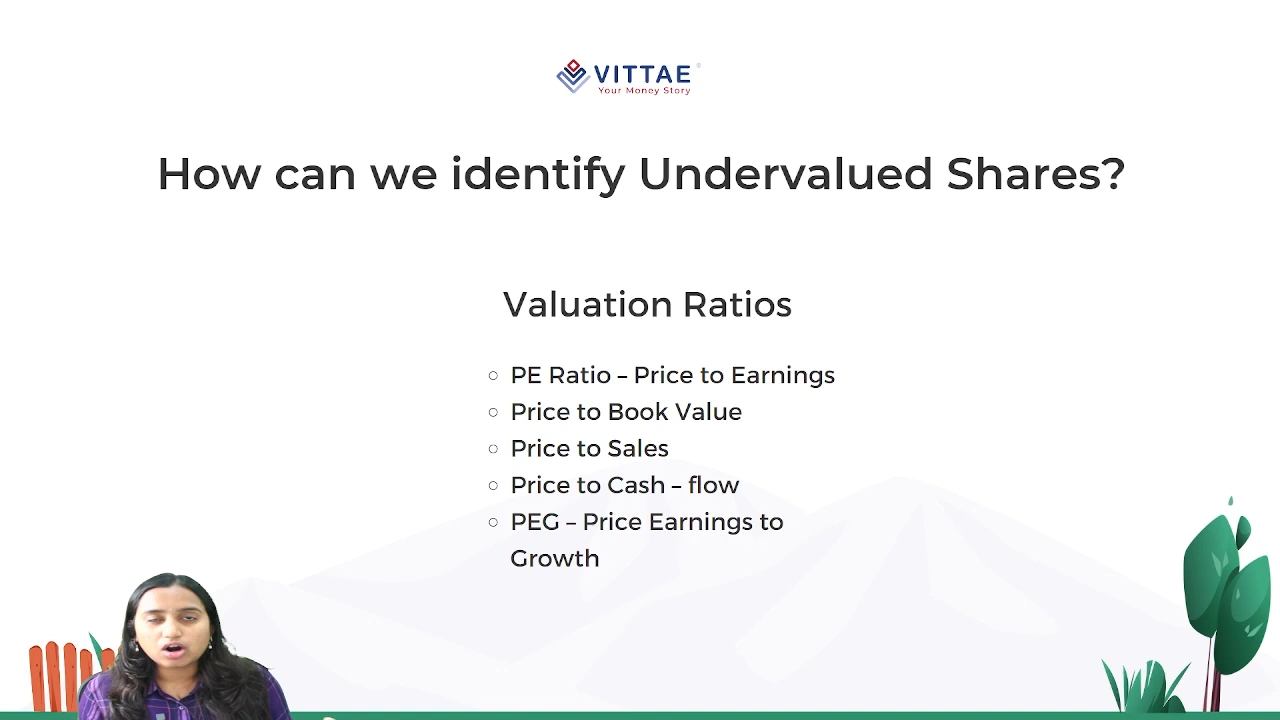 VITTAE
Your Money Story
How can we identify Undervalued Shares?
Valuation Ratios
PE Ratio – Price to Earnings
Price to Book Value
Price to Sales
Price to Cash – flow
PEG – Price Earnings to
Growth